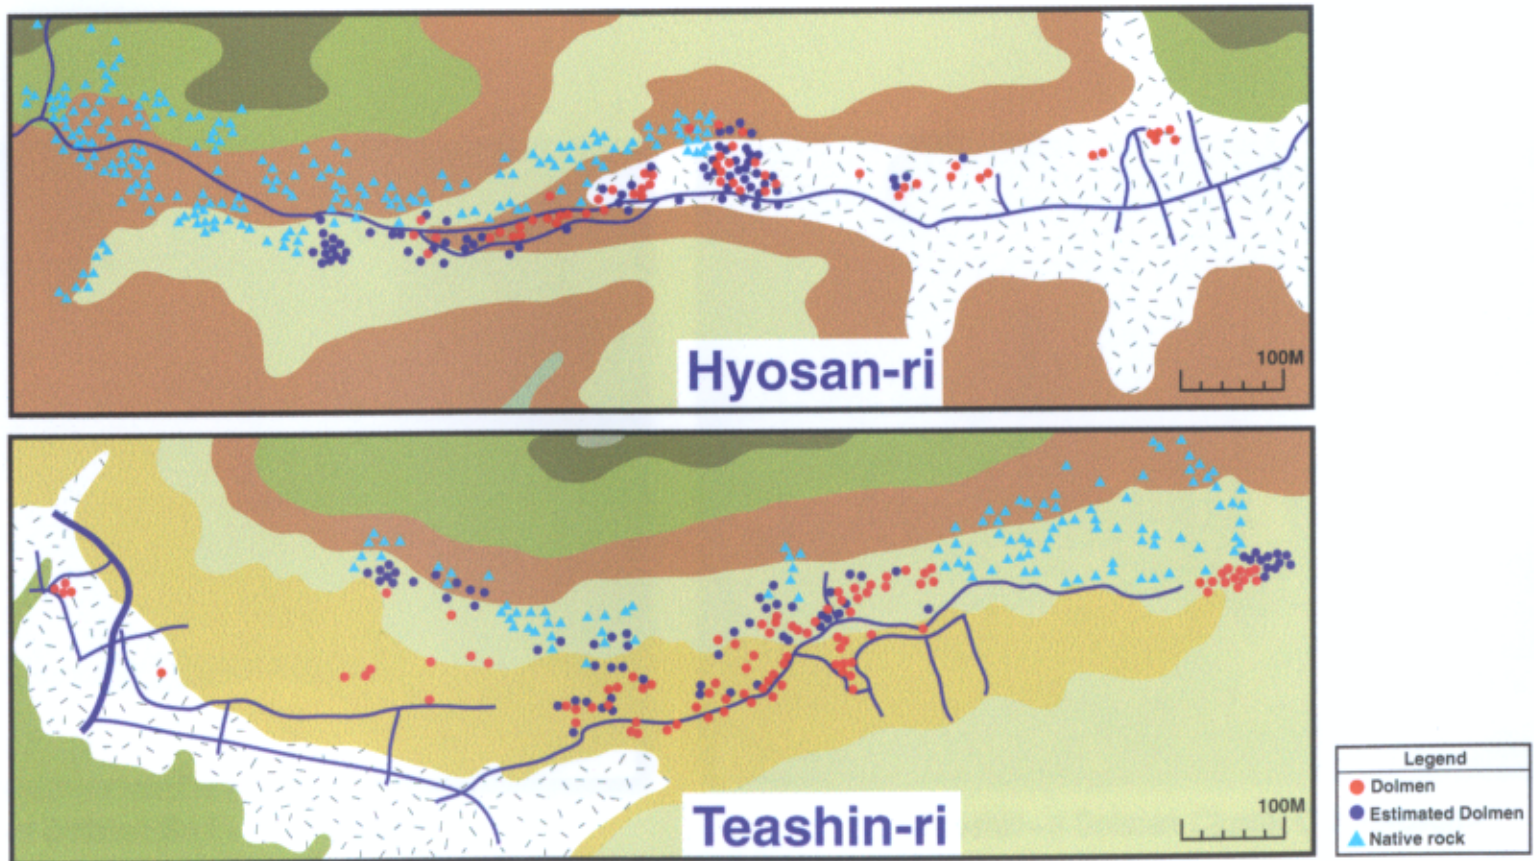 Hyosan-ri
100M
Teashin-ri
100M
Legend
Dolmen
Estimated Dolmen
Native rock